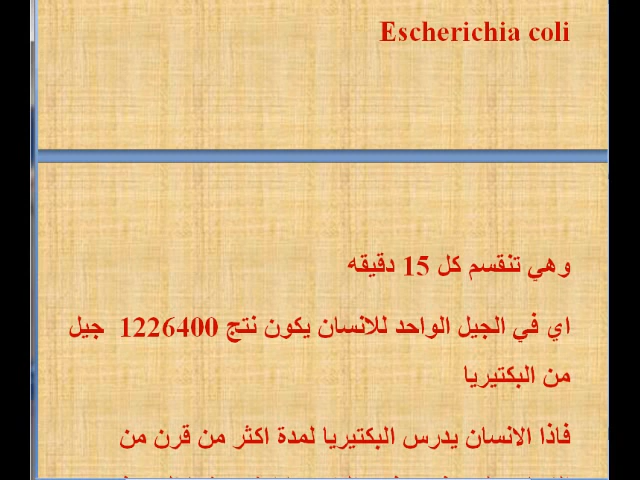 Escherichia coli
وهي تنقسم كل 15 دقيقه
اي في الجيل الواحد للانسان يكون نتج 1226400 جيل
من البكتيريا
فاذا الانسان يدرس البكتيريا لمدة اكثر من قرن من